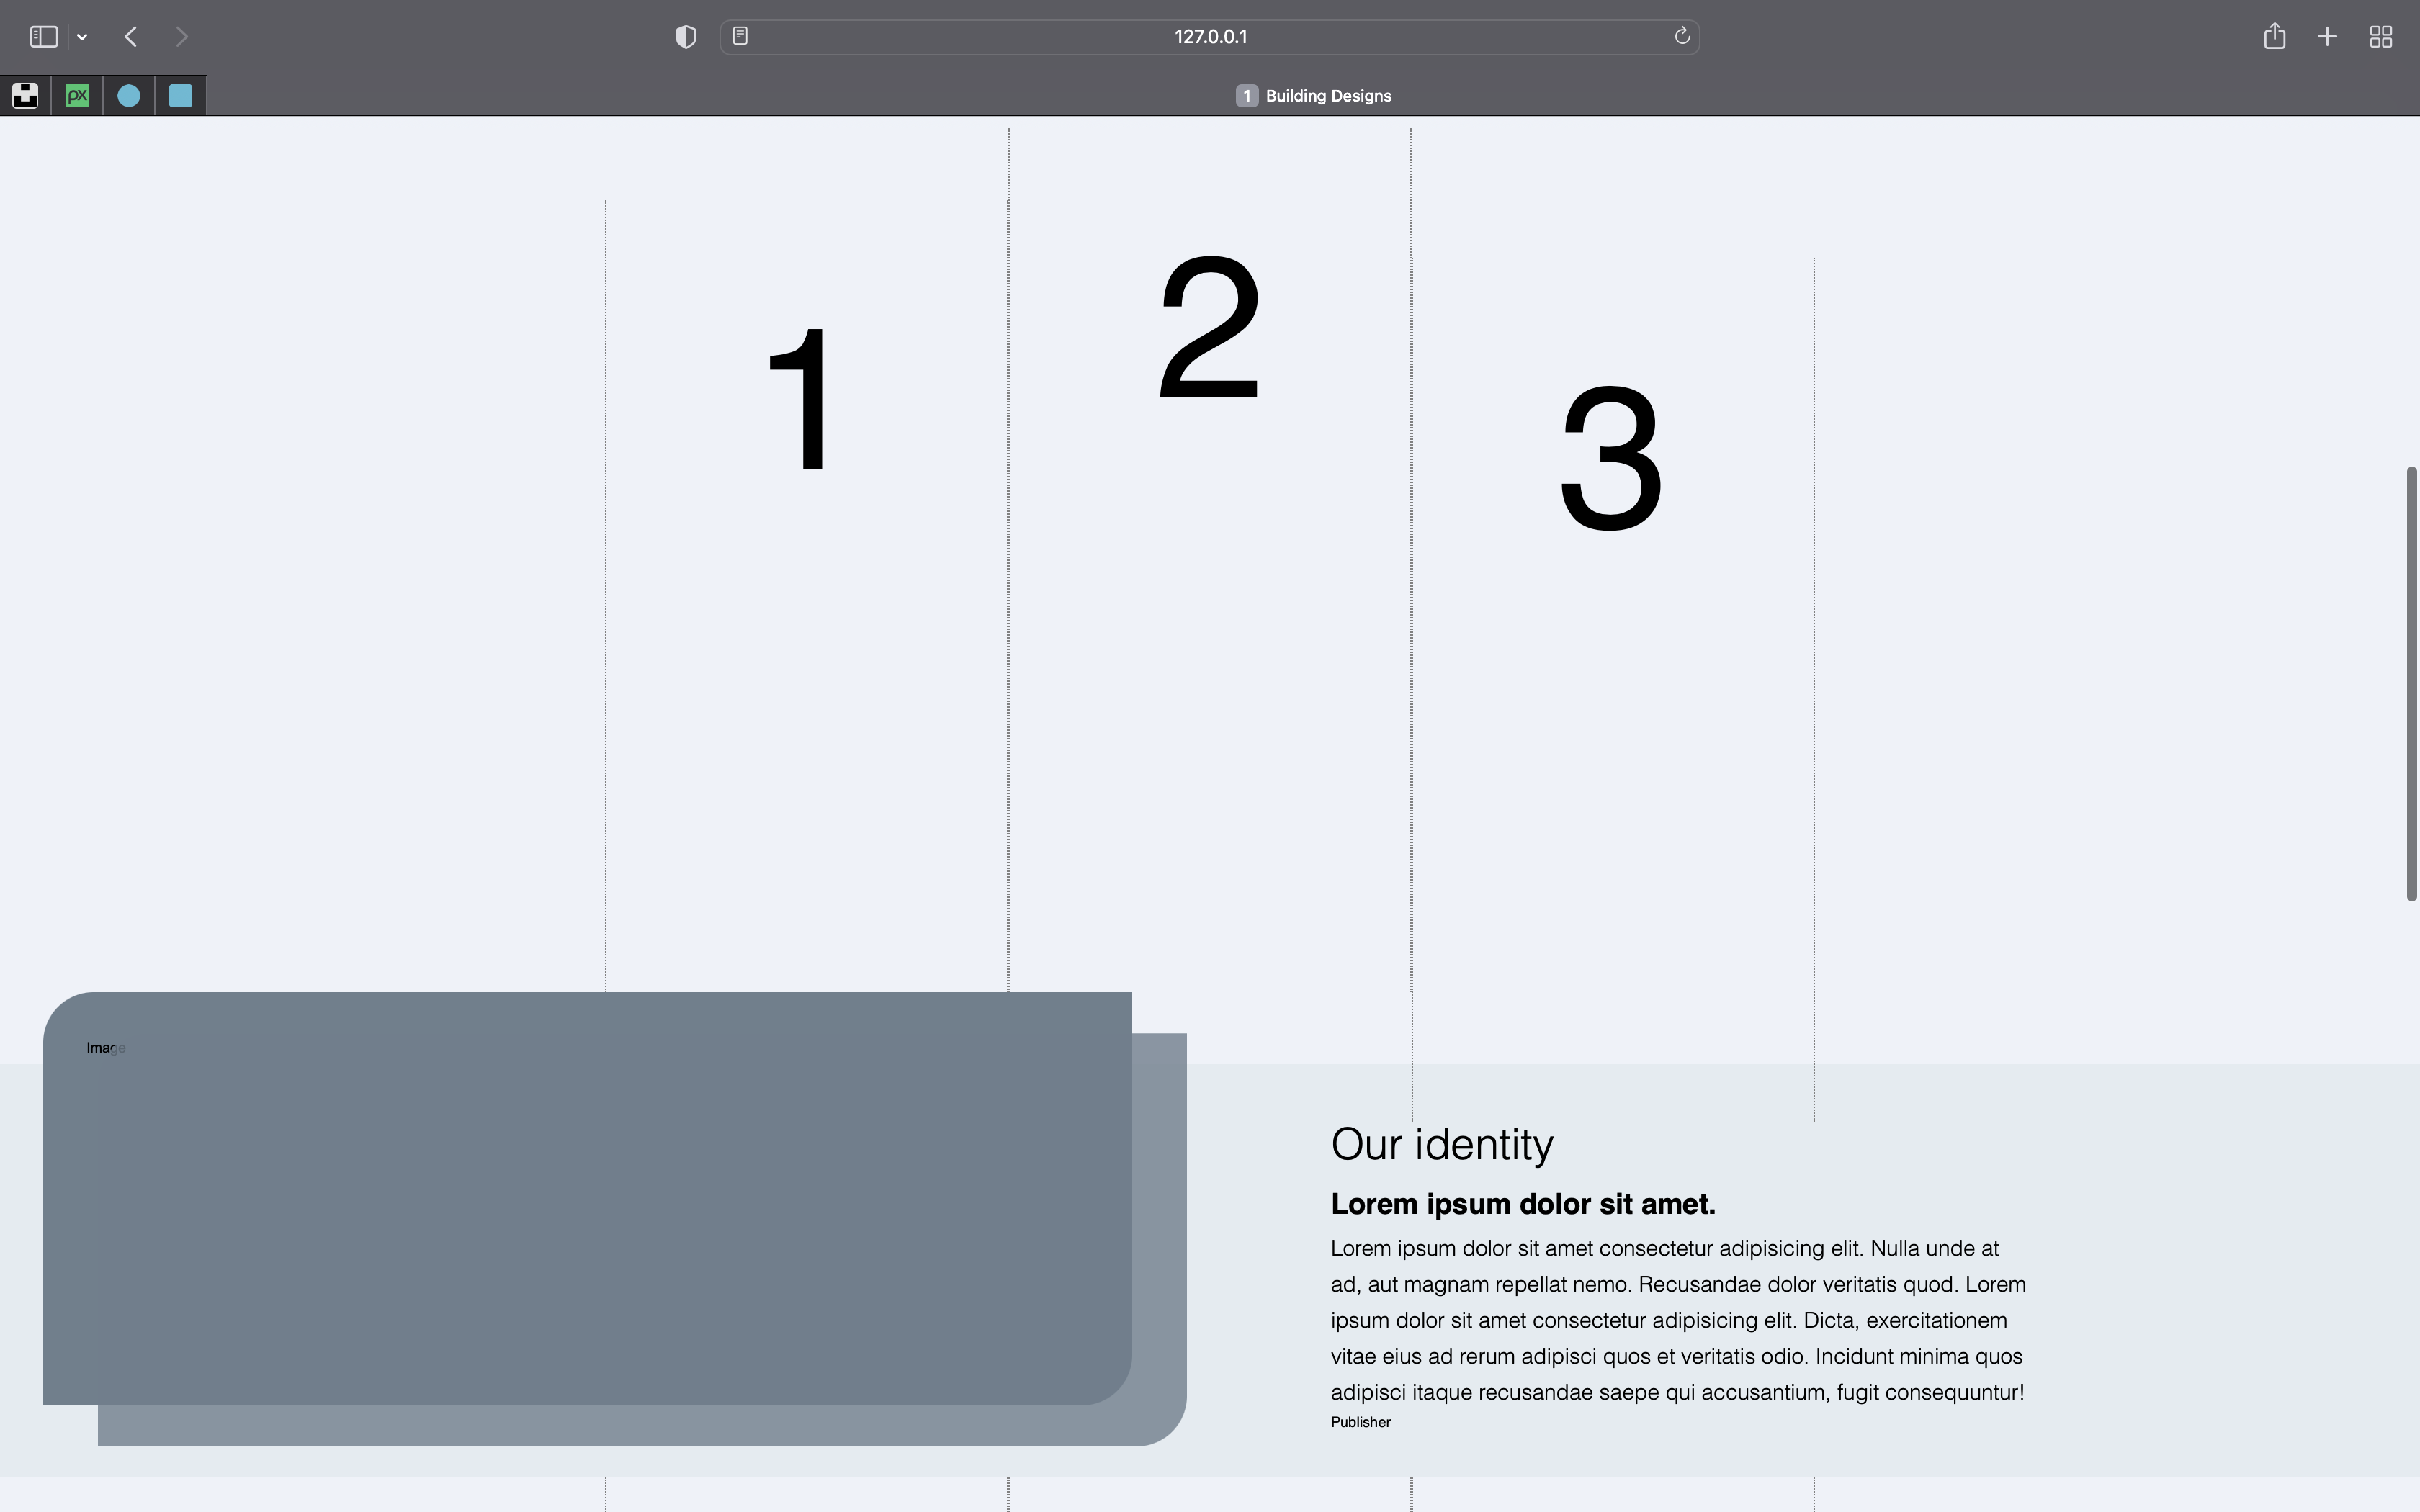 127.0.0.1
px
1 Building Designs
1
2
3
Image
Our identity
Lorem ipsum dolor sit amet.
Lorem ipsum dolor sit amet consectetur adipisicing elit. Nulla unde at
ad, aut magnam repellat nemo. Recusandae dolor veritatis quod. Lorem
ipsum dolor sit amet consectetur adipisicing elit. Dicta, exercitationem
vitae eius ad rerum adipisci quos et veritatis odio. Incidunt minima quos
adipisci itaque recusandae saepe qui accusantium, fugit consequuntur!
Publisher